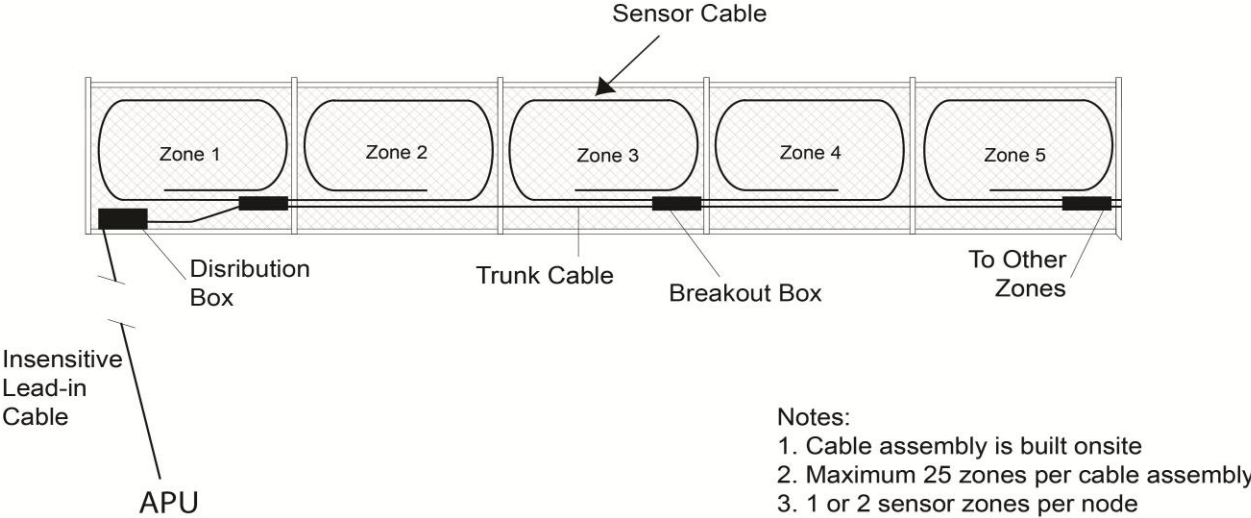 Sensor Cable
Zone 1
Zone 2
Zone 3
Zone 4
Zone 5
Disribution
Box
Trunk Cable
Breakout Box
To Other
Zones
Insensitive
Lead-in
Cable
APU
Notes:
1. Cable assembly is built onsite
2. Maximum 25 zones per cable assembly
3. 1 or 2 sensor zones per node